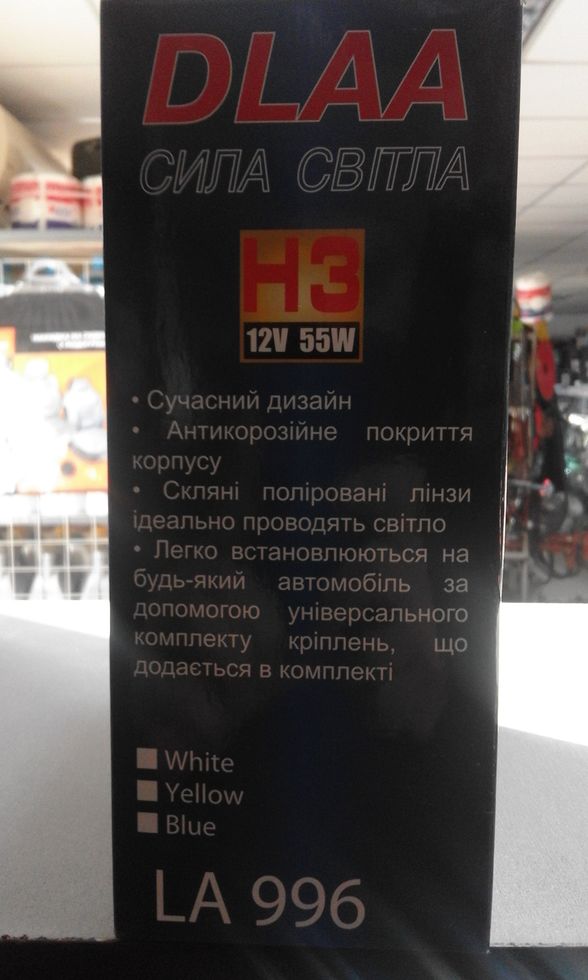 DLAA
СИЛА СВІТЛА
H3
12V 55W
• Сучасний дизайн
• Антикорозійне покриття
корпусу
• Скляні поліровані лінзи
ідеально проводять світло
• Легко встановлюються на
будь-який автомобіль за
допомогою універсального
комплекту кріплень, що
додається в комплекті
White
Yellow
Blue
LA 996